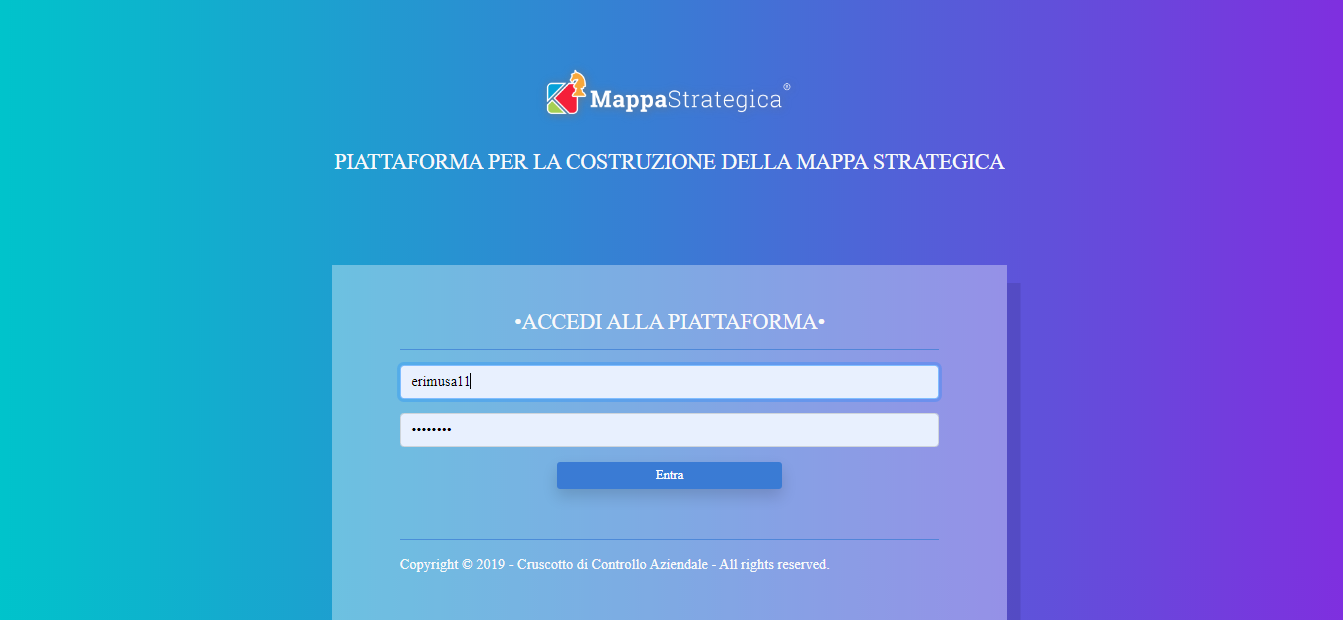 MappaStrategica®
PIATTAFORMA PER LA COSTRUZIONE DELLA MAPPA STRATEGICA
•ACCEDI ALLA PIATTAFORMA•
erimusa11
••••••••
Entra
Copyright © 2019 - Cruscotto di Controllo Aziendale - All rights reserved.